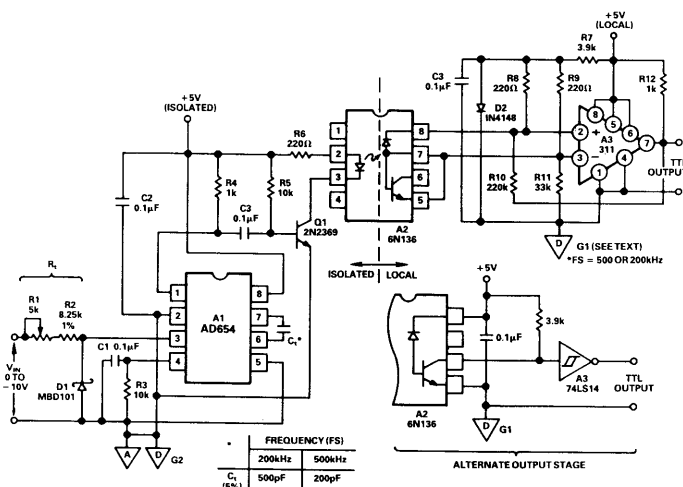 +5V
(LOCAL)
R7
3.9k
R12
1k
C3
0.1μF
R8
220Ω
R9
220Ω
D2
IN4148
8
5
6
2
+
A3
311
7
3
−
1
4
TTL
OUTPUT
R10
220k
R11
33k
D
G1 (SEE TEXT)
*FS = 500 OR 200kHz
+5V
(ISOLATED)
R6
220Ω
1
2
3
4
8
7
6
5
A2
6N136
ISOLATED
LOCAL
C2
0.1μF
R4
1k
R5
10k
C3
0.1μF
Q1
2N2369
A1
AD654
1
2
3
4
8
7
6
5
Ct*
Rt
R1
5k
R2
8.25k
1%
C1 0.1μF
VIN
0 TO
−10V
D1
MBD101
R3
10k
A
D
G2
+5V
0.1μF
3.9k
A3
74LS14
TTL
OUTPUT
A2
6N136
D
G1
ALTERNATE OUTPUT STAGE
*
FREQUENCY (FS)
200kHz 500kHz
Ct
(5%) 500pF 200pF